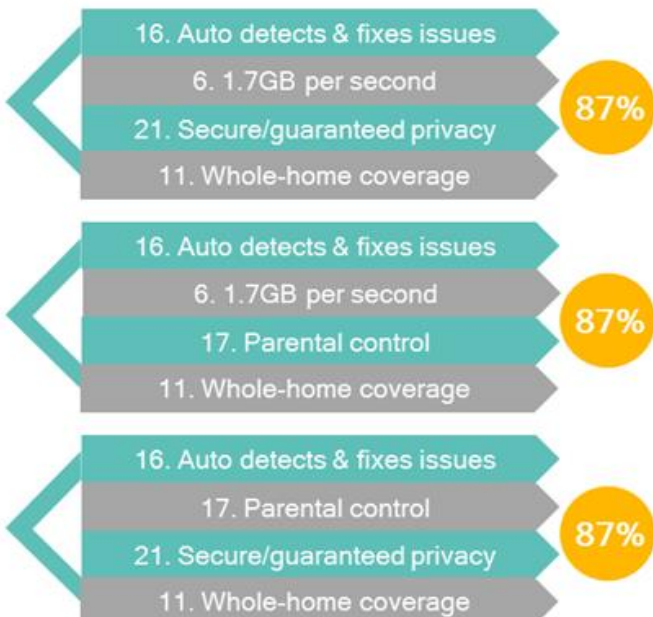 16. Auto detects & fixes issues
6. 1.7GB per second
21. Secure/guaranteed privacy
11. Whole-home coverage
87%
16. Auto detects & fixes issues
6. 1.7GB per second
17. Parental control
11. Whole-home coverage
87%
16. Auto detects & fixes issues
17. Parental control
21. Secure/guaranteed privacy
11. Whole-home coverage
87%